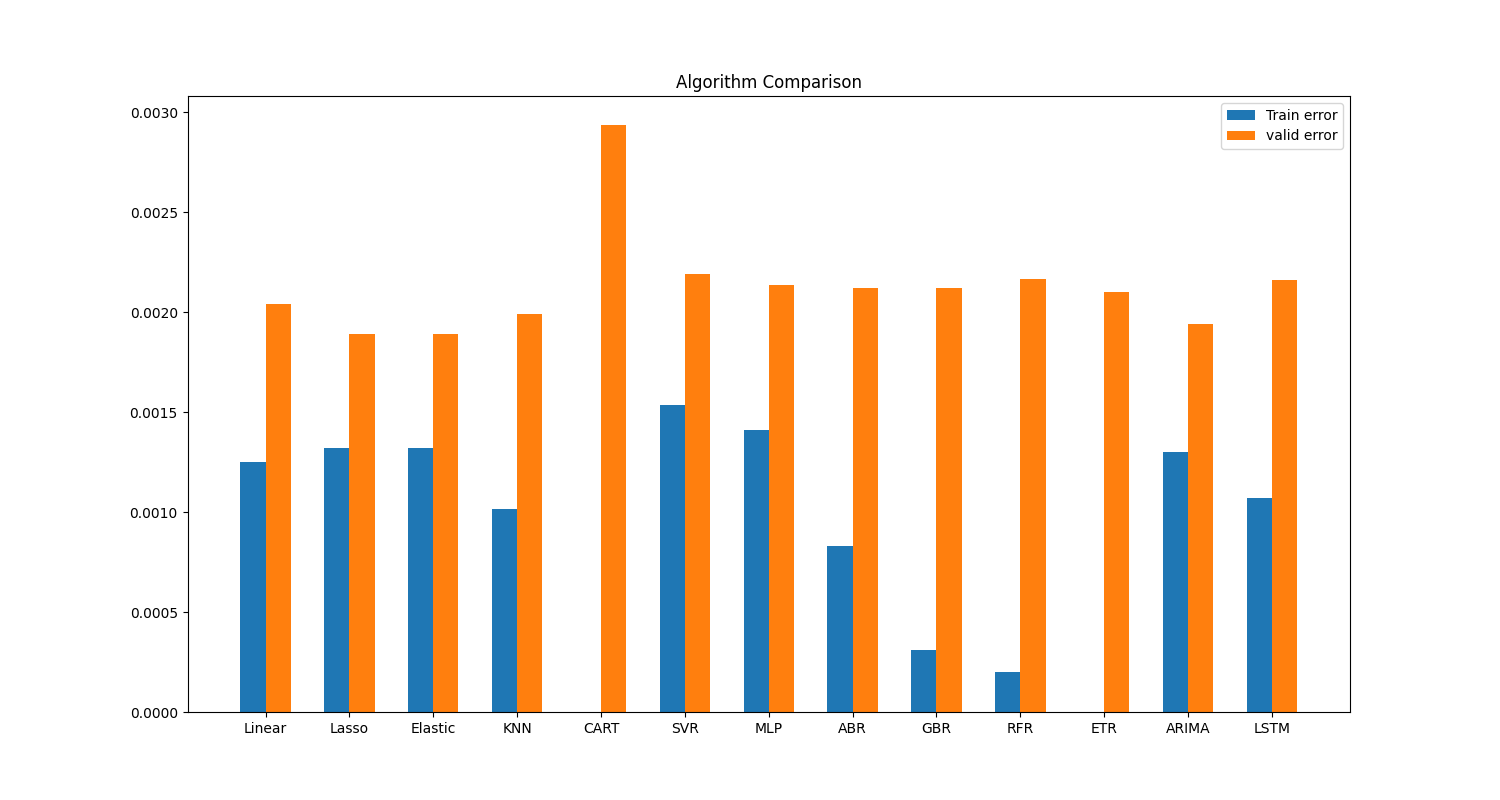 Algorithm Comparison
Train error
valid error
0.0030
0.0025
0.0020
0.0015
0.0010
0.0005
0.0000
Linear Lasso Elastic KNN CART SVR MLP ABR GBR RFR ETR ARIMA LSTM